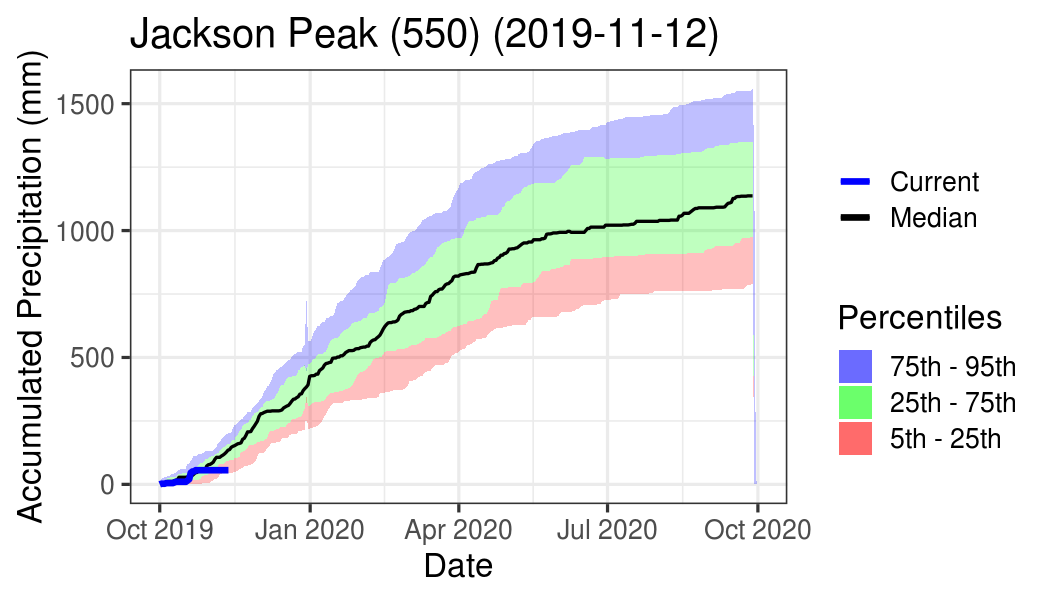 Jackson Peak (550) (2019-11-12)
Accumulated Precipitation (mm)
1500
1000
500
0
Oct 2019
Jan 2020
Apr 2020
Jul 2020
Oct 2020
Date
Current
Median
Percentiles
75th - 95th
25th - 75th
5th - 25th